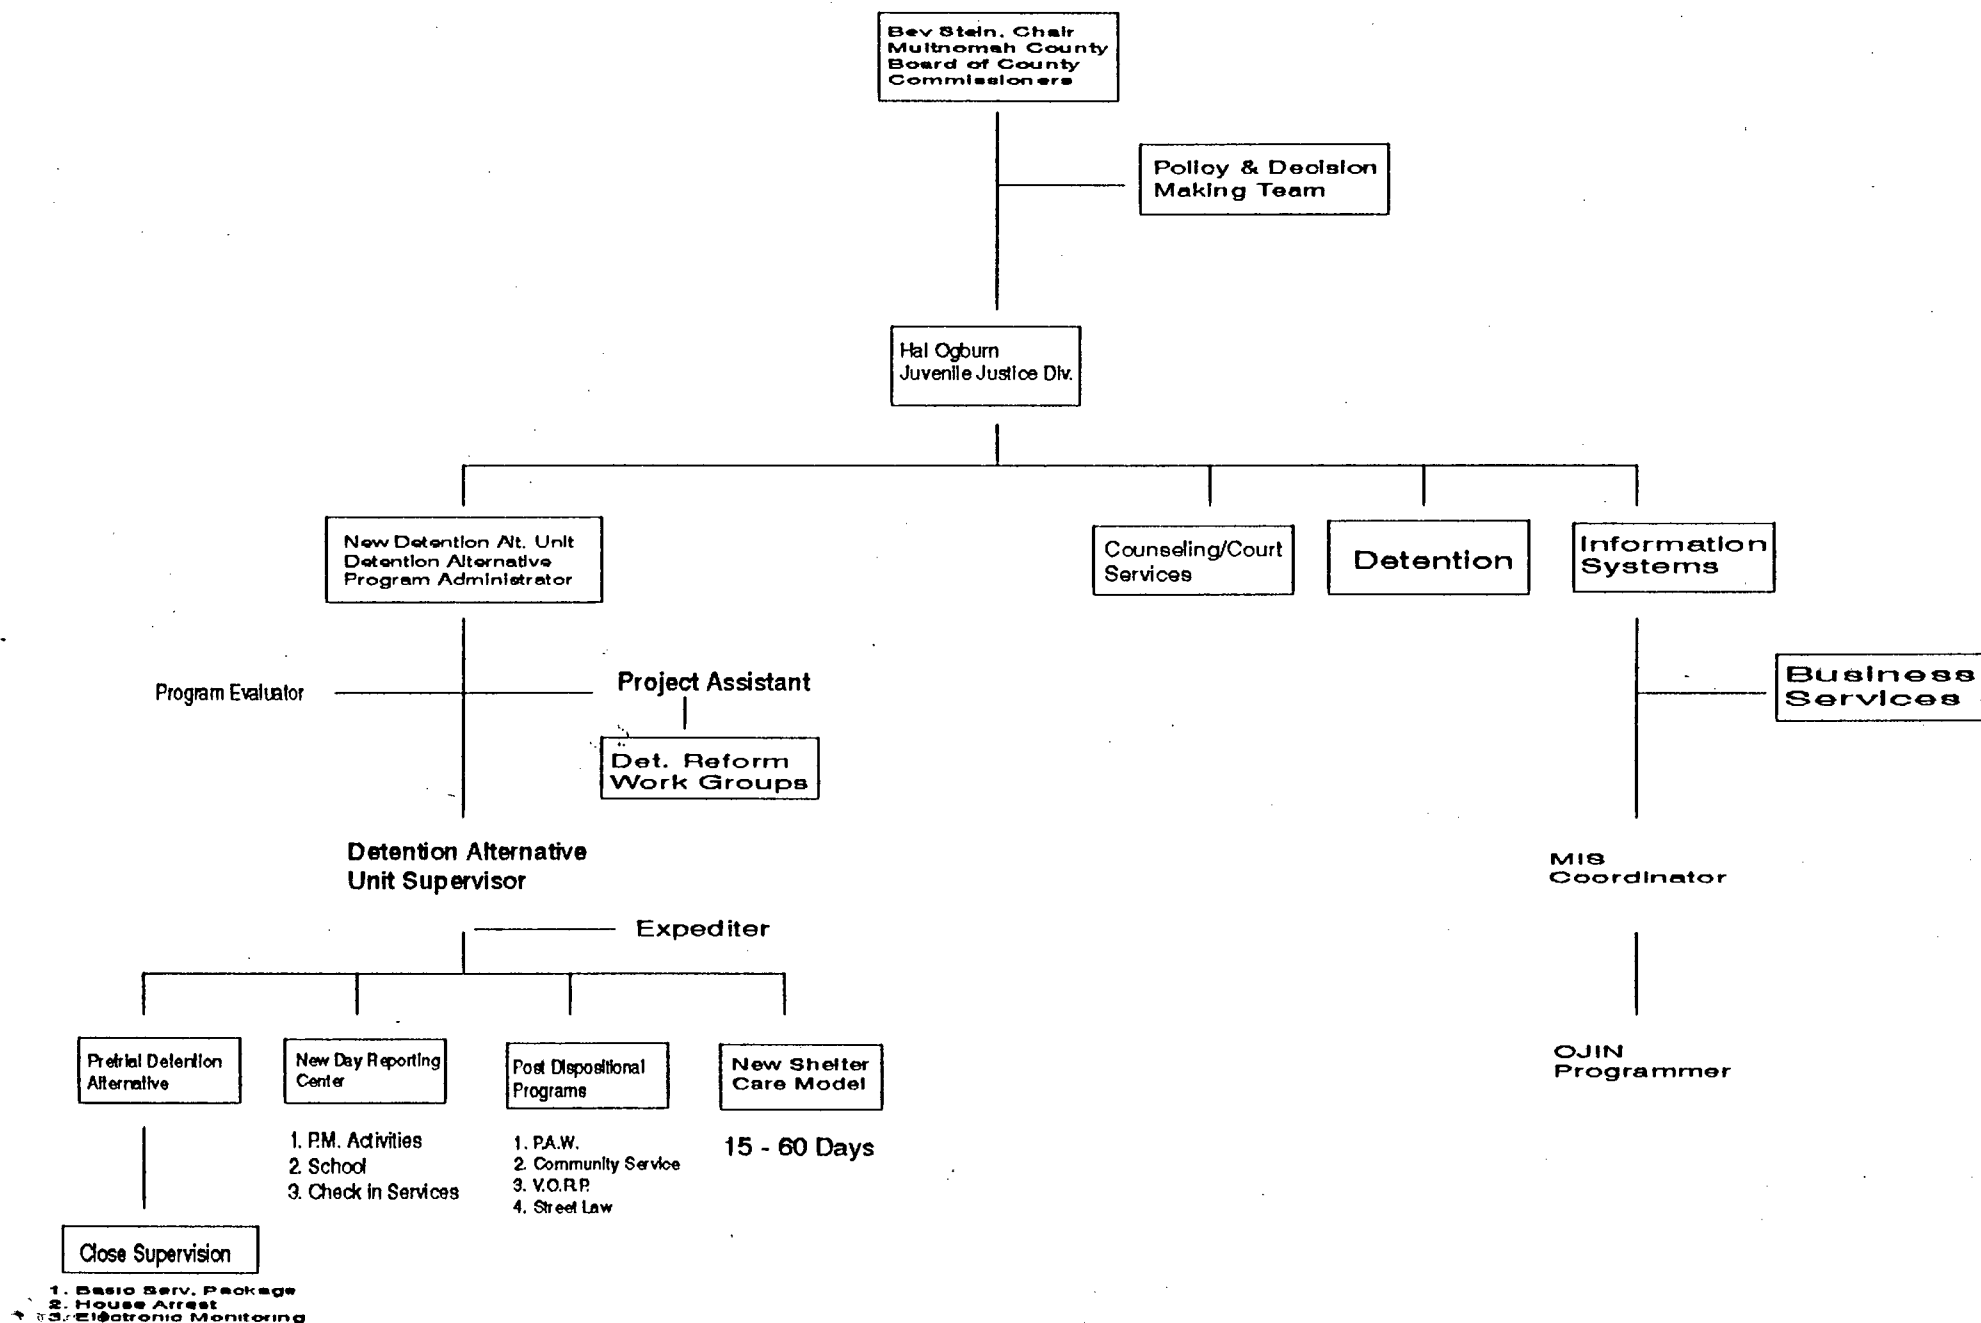 Bev Stein, Chair
Multnomah County
Board of County
Commissioners
Policy & Decision
Making Team
Hal Ogburn
Juvenile Justice Div.
New Detention Alt. Unit
Detention Alternative
Program Administrator
Counseling/Court
Services
Detention
Information
Systems
Program Evaluator
Project Assistant
Business
Services
Det. Reform
Work Groups
Detention Alternative
Unit Supervisor
MIS
Coordinator
Expediter
Pretrial Detention
Alternative
New Day Reporting
Center
Post Dispositional
Programs
New Shelter
Care Model
OJIN
Programmer
1. P.M. Activities
2. School
3. Check in Services
1. P.A.W.
2. Community Service
3. V.O.R.P.
4. Street Law
15 - 60 Days
Close Supervision
1. Basic Serv. Package
2. House Arrest
3. Electronic Monitoring